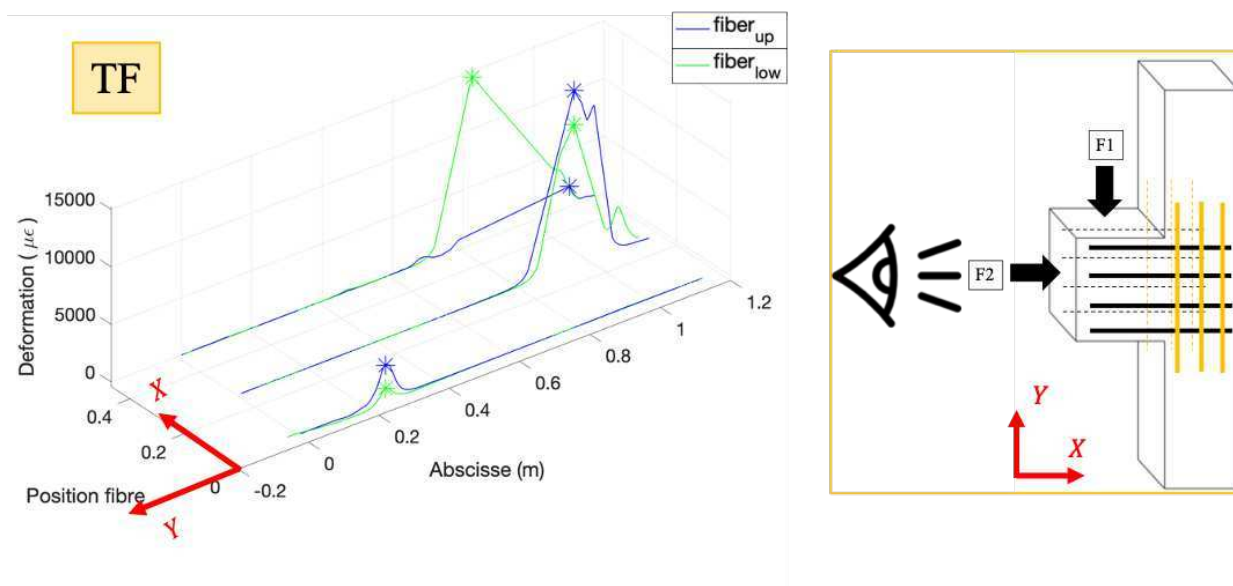 TF
fiber_up
fiber_low
15000
10000
5000
0
Deformation ( με )
0.4
0.2
0
Position fibre
X
Y
-0.2
0
0.2
0.4
0.6
0.8
1
1.2
Abscisse (m)
F1
F2
Y
X